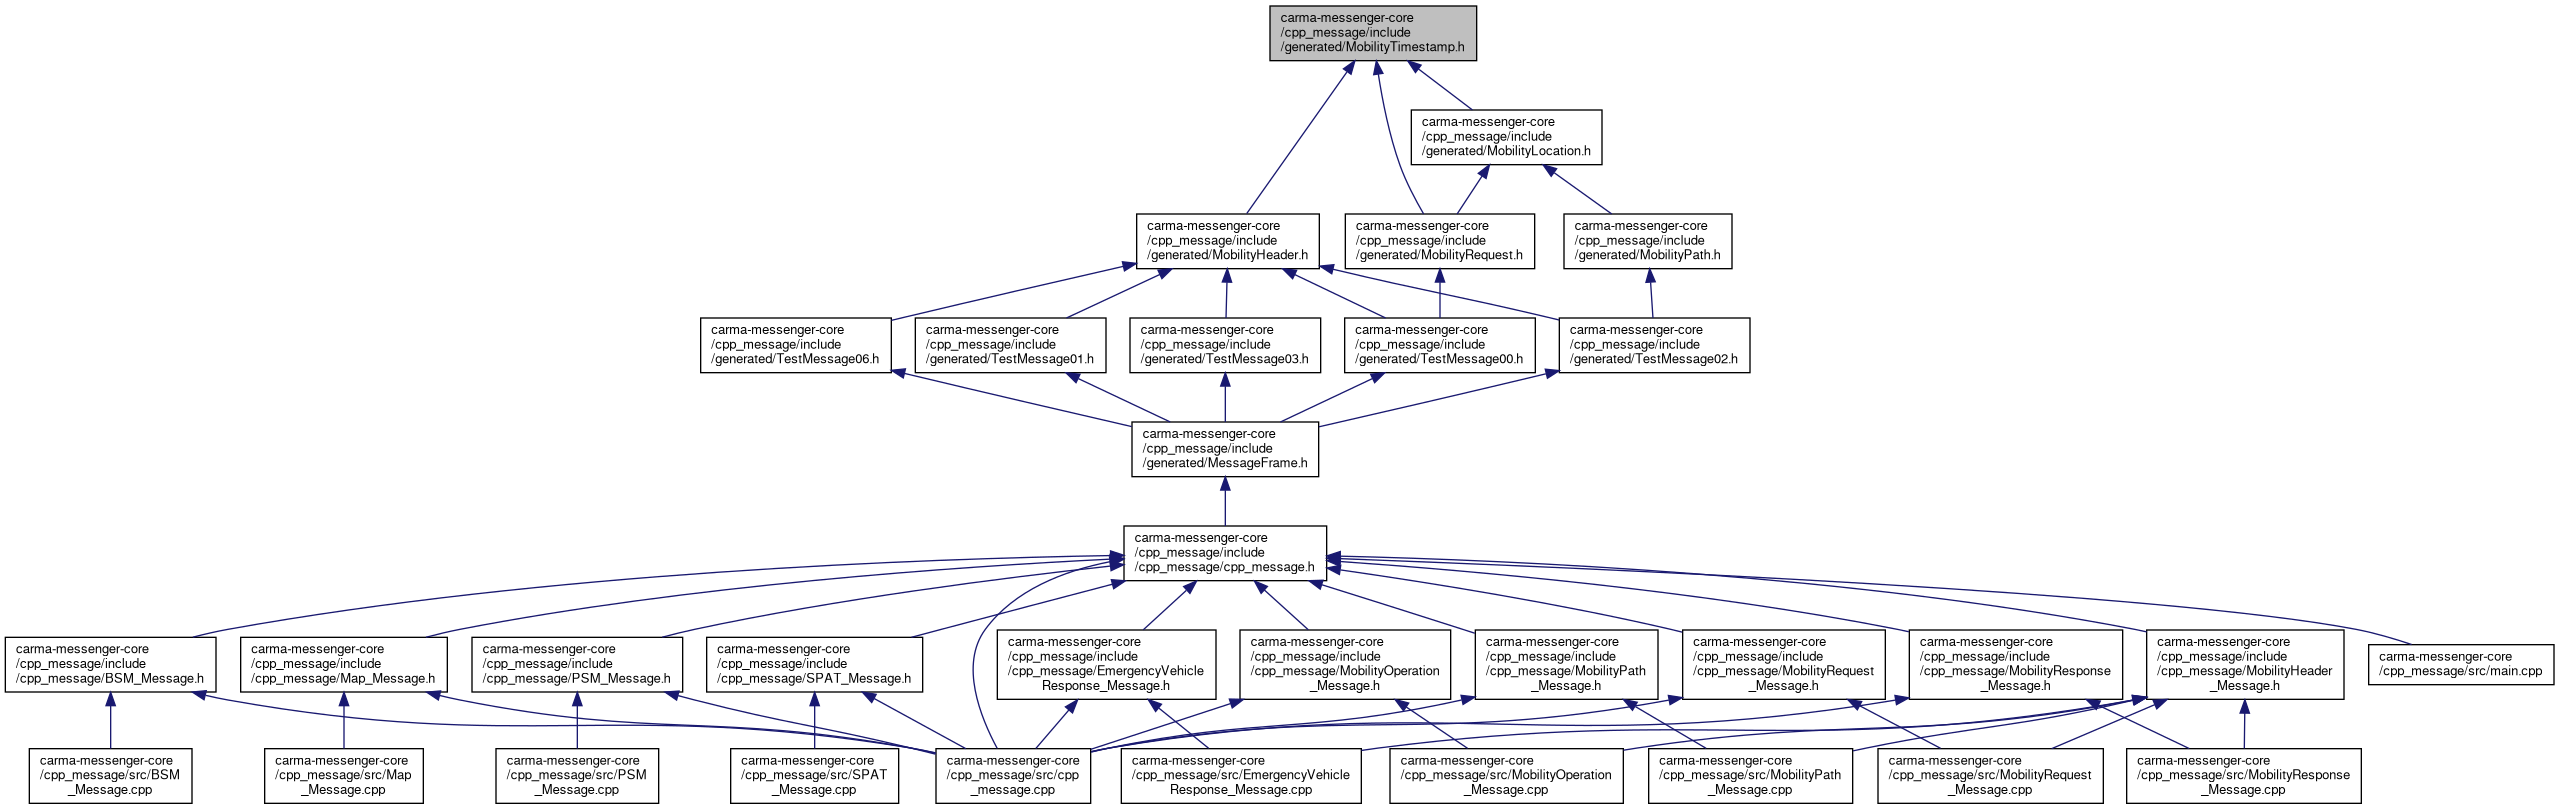 carma-messenger-core
/cpp_message/include
/generated/MobilityTimestamp.h
carma-messenger-core
/cpp_message/include
/generated/MobilityLocation.h
carma-messenger-core
/cpp_message/include
/generated/MobilityHeader.h
carma-messenger-core
/cpp_message/include
/generated/MobilityRequest.h
carma-messenger-core
/cpp_message/include
/generated/MobilityPath.h
carma-messenger-core
/cpp_message/include
/generated/TestMessage06.h
carma-messenger-core
/cpp_message/include
/generated/TestMessage01.h
carma-messenger-core
/cpp_message/include
/generated/TestMessage03.h
carma-messenger-core
/cpp_message/include
/generated/TestMessage00.h
carma-messenger-core
/cpp_message/include
/generated/TestMessage02.h
carma-messenger-core
/cpp_message/include
/generated/MessageFrame.h
carma-messenger-core
/cpp_message/include
/cpp_message/cpp_message.h
carma-messenger-core
/cpp_message/include
/cpp_message/BSM_Message.h
carma-messenger-core
/cpp_message/include
/cpp_message/Map_Message.h
carma-messenger-core
/cpp_message/include
/cpp_message/PSM_Message.h
carma-messenger-core
/cpp_message/include
/cpp_message/SPAT_Message.h
carma-messenger-core
/cpp_message/include
/cpp_message/EmergencyVehicle
Response_Message.h
carma-messenger-core
/cpp_message/include
/cpp_message/MobilityOperation
_Message.h
carma-messenger-core
/cpp_message/include
/cpp_message/MobilityPath
_Message.h
carma-messenger-core
/cpp_message/include
/cpp_message/MobilityRequest
_Message.h
carma-messenger-core
/cpp_message/include
/cpp_message/MobilityResponse
_Message.h
carma-messenger-core
/cpp_message/include
/cpp_message/MobilityHeader
_Message.h
carma-messenger-core
/cpp_message/src/main.cpp
carma-messenger-core
/cpp_message/src/BSM
_Message.cpp
carma-messenger-core
/cpp_message/src/Map
_Message.cpp
carma-messenger-core
/cpp_message/src/PSM
_Message.cpp
carma-messenger-core
/cpp_message/src/SPAT
_Message.cpp
carma-messenger-core
/cpp_message/src/cpp
_message.cpp
carma-messenger-core
/cpp_message/src/EmergencyVehicle
Response_Message.cpp
carma-messenger-core
/cpp_message/src/MobilityOperation
_Message.cpp
carma-messenger-core
/cpp_message/src/MobilityPath
_Message.cpp
carma-messenger-core
/cpp_message/src/MobilityRequest
_Message.cpp
carma-messenger-core
/cpp_message/src/MobilityResponse
_Message.cpp